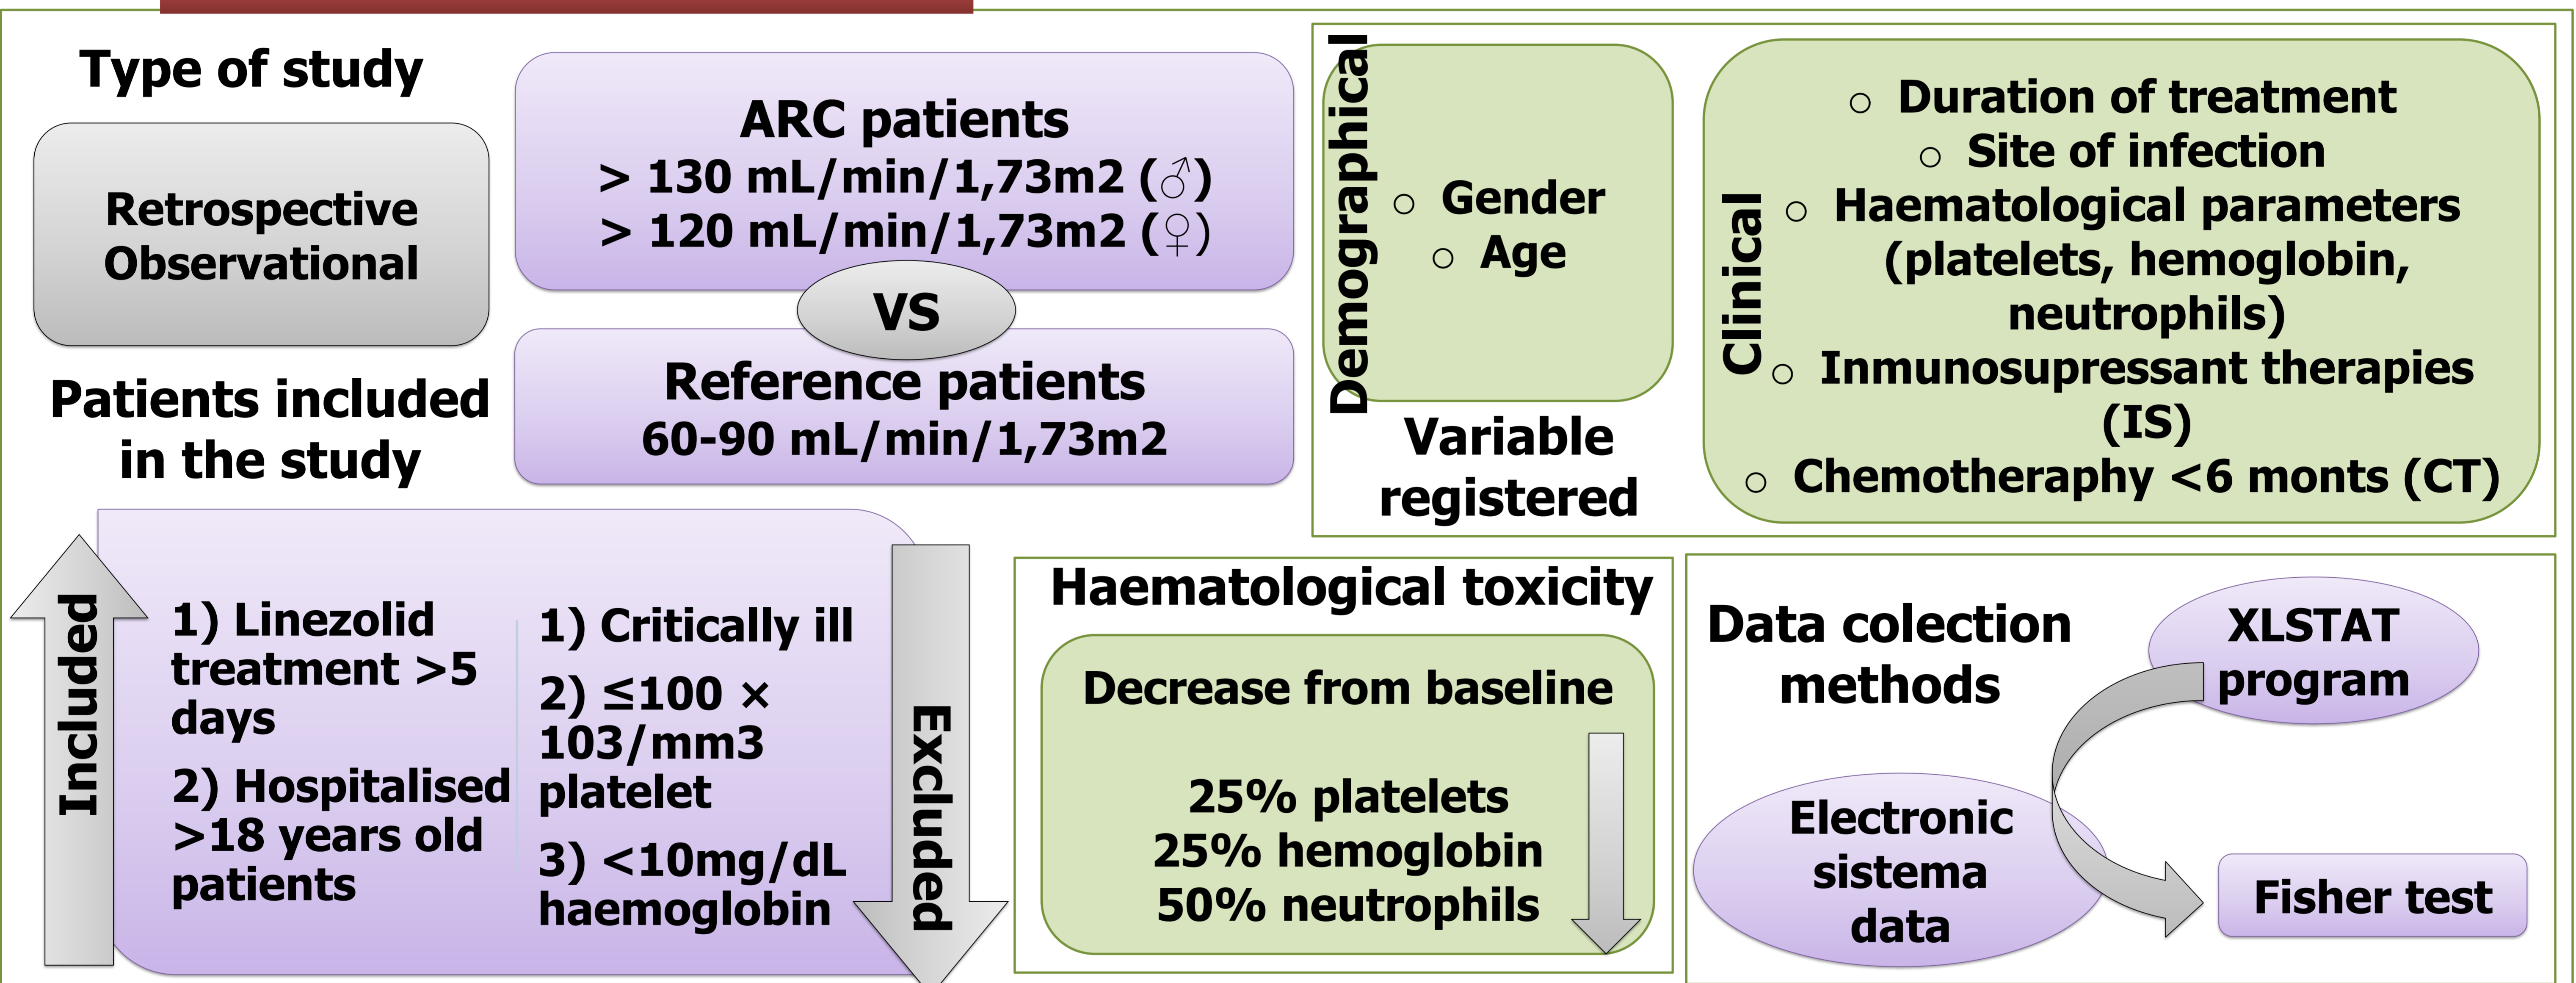 Type of study
Retrospective
Observational
ARC patients
> 130 mL/min/1,73m2 (♂)
> 120 mL/min/1,73m2 (♀)
VS
Reference patients
60-90 mL/min/1,73m2
Patients included
in the study
Included
1) Linezolid
treatment >5
days
2) Hospitalised
>18 years old
patients
1) Critically ill
2) ≤100 ×
103/mm3
platelet
3) <10mg/dL
haemoglobin
Excluded
Demographical
○ Gender
○ Age
Variable
registered
Clinical
○ Duration of treatment
○ Site of infection
○ Haematological parameters
(platelets, hemoglobin,
neutrophils)
○ Inmunosupressant therapies
(IS)
○ Chemotheraphy <6 monts (CT)
Haematological toxicity
Decrease from baseline
25% platelets
25% hemoglobin
50% neutrophils
Data colection
methods
XLSTAT
program
Electronic
sistema
data
Fisher test